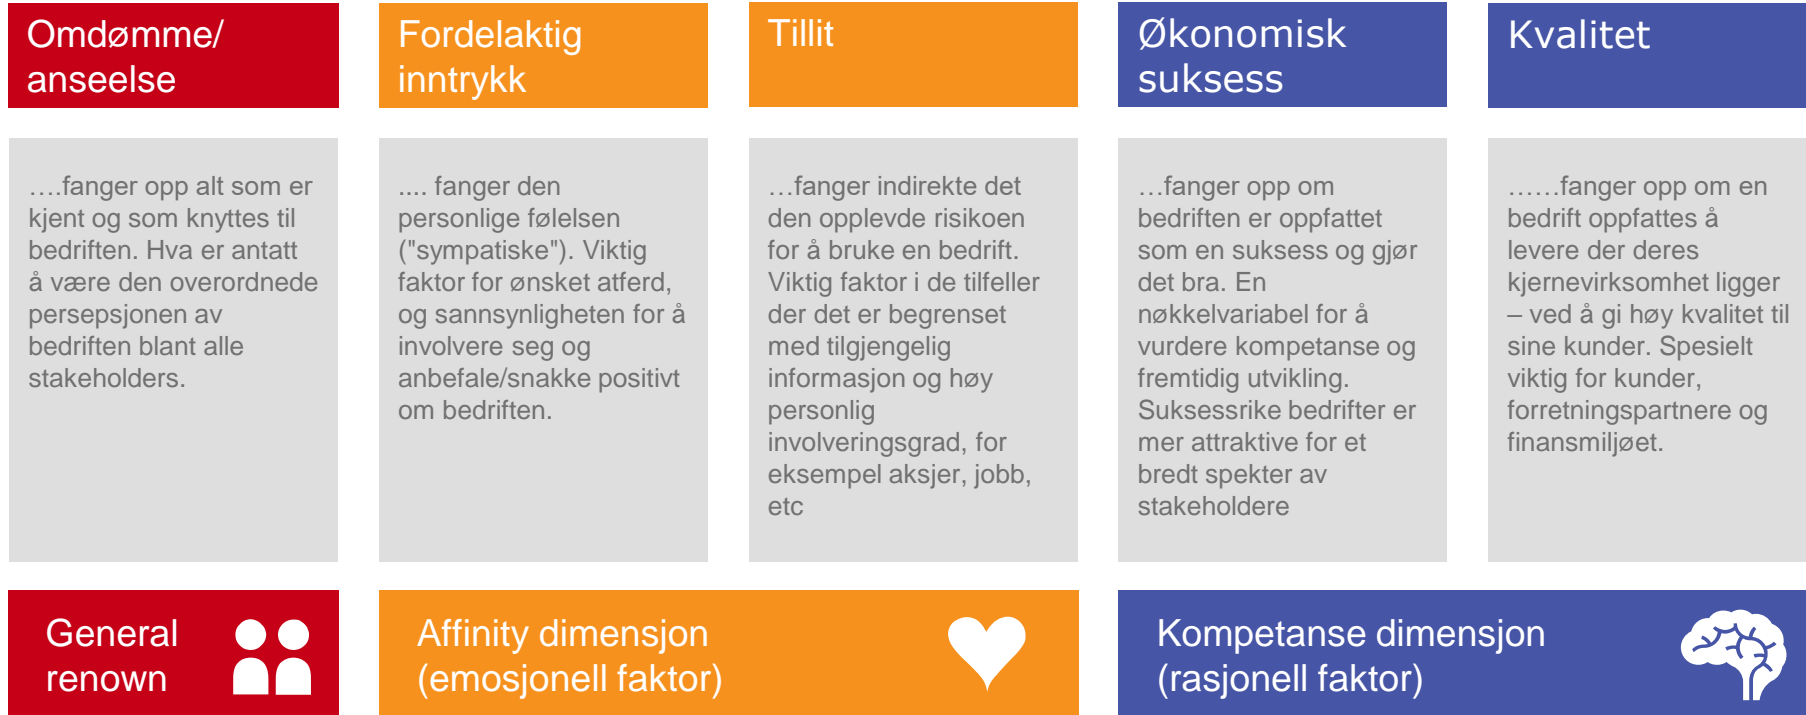 Omdømme/
anseelse
Fordelaktig
inntrykk
Tillit
Økonomisk
suksess
Kvalitet
….fanger opp alt som er
kjent og som knyttes til
bedriften. Hva er antatt
å være den overordnede
persepsjonen av
bedriften blant alle
stakeholders.
.... fanger den
personlige følelsen
("sympatiske"). Viktig
faktor for ønsket atferd,
og sannsynligheten for å
involvere seg og
anbefale/snakke positivt
om bedriften.
…fanger indirekte det
den opplevde risikoen
for å bruke en bedrift.
Viktig faktor i de tilfeller
der det er begrenset
med tilgjengelig
informasjon og høy
personlig
involveringsgrad, for
eksempel aksjer, jobb,
etc
…fanger opp om
bedriften er oppfattet
som en suksess og gjør
det bra. En
nøkkelvariabel for å
vurdere kompetanse og
fremtidig utvikling.
Suksessrike bedrifter er
mer attraktive for et
bredt spekter av
stakeholdere
……fanger opp om en
bedrift oppfattes å
levere der deres
kjernevirksomhet ligger
– ved å gi høy kvalitet til
sine kunder. Spesielt
viktig for kunder,
forretningspartnere og
finansmiljøet.
General
renown
Affinity dimensjon
(emosjonell faktor)
Kompetanse dimensjon
(rasjonell faktor)